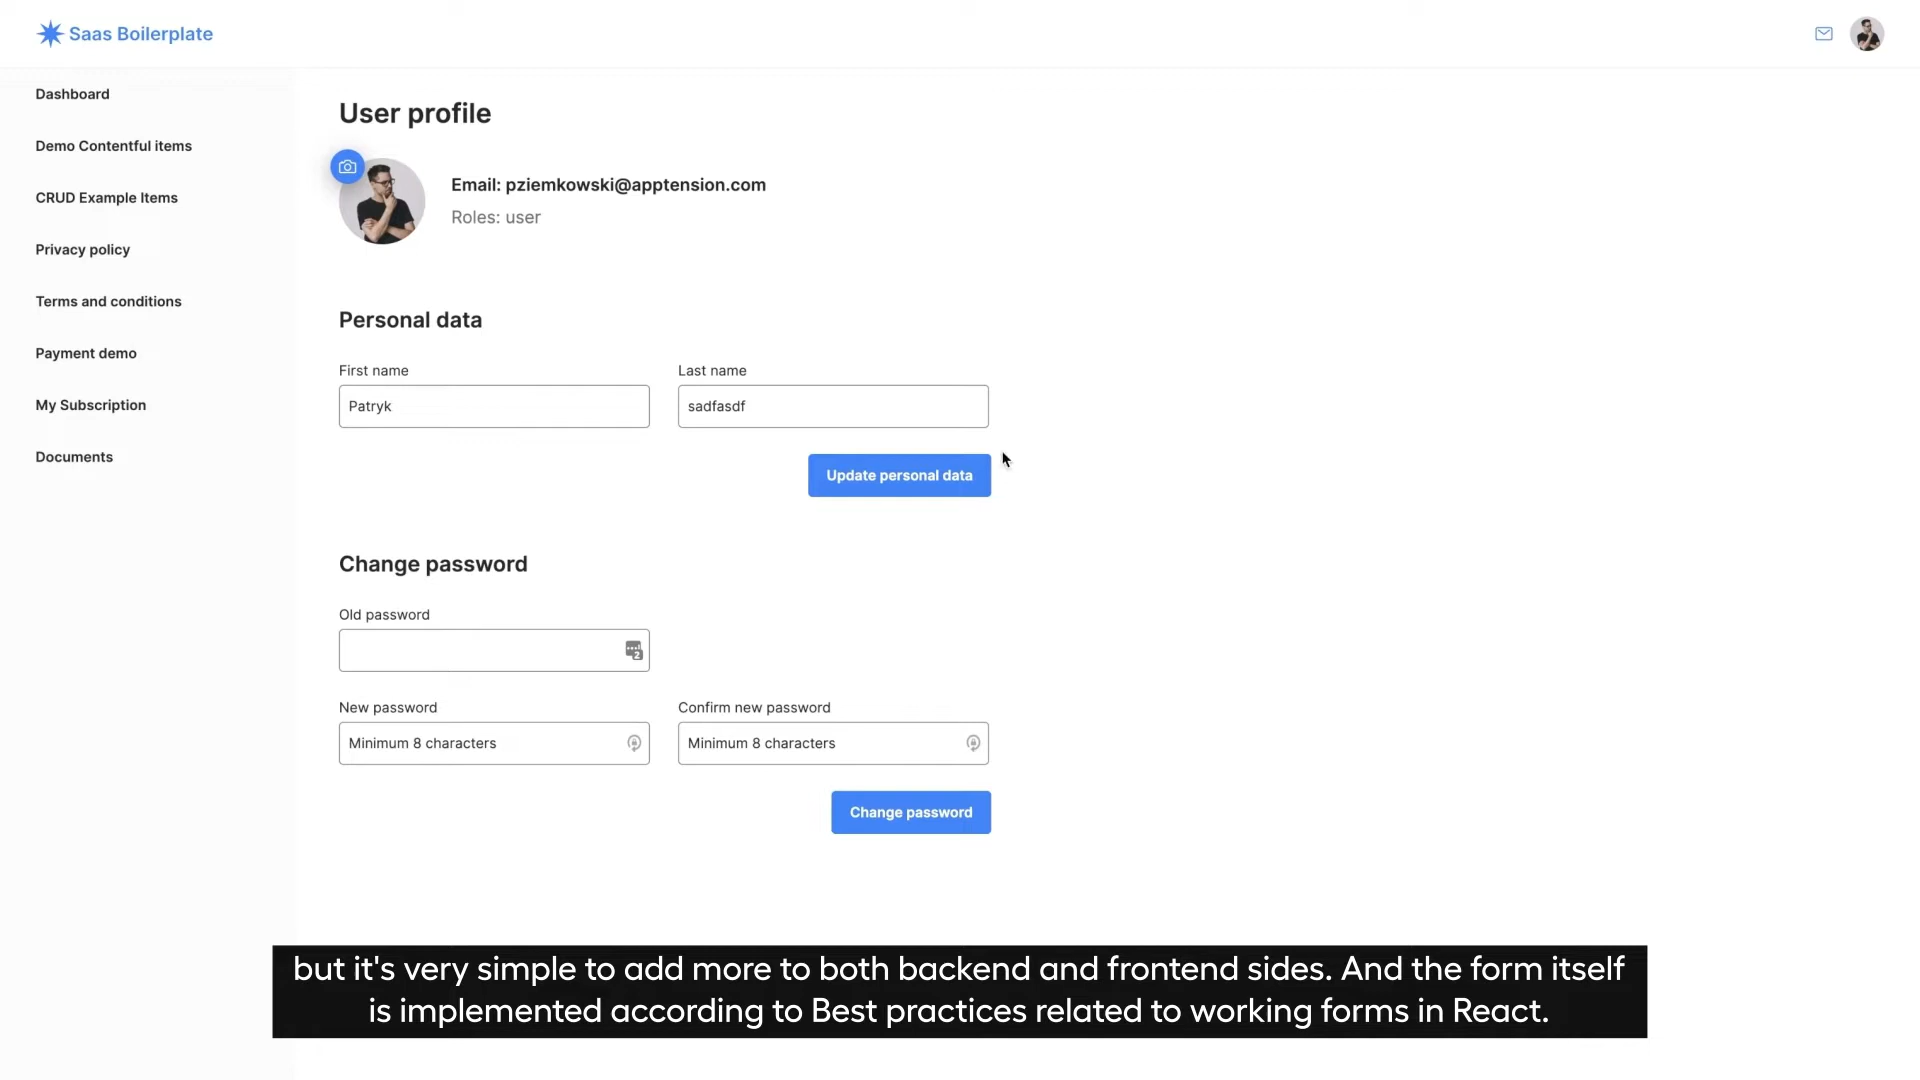 Saas Boilerplate
Dashboard
Demo Contentful items
CRUD Example Items
Privacy policy
Terms and conditions
Payment demo
My Subscription
Documents
User profile
Email: pziemkowski@apptension.com
Roles: user
Personal data
First name
Last name
Patryk
sadfasdf
Update personal data
Change password
Old password
2
New password
Confirm new password
Minimum 8 characters
Minimum 8 characters
Change password
but it's very simple to add more to both backend and frontend sides. And the form itself
is implemented according to Best practices related to working forms in React.